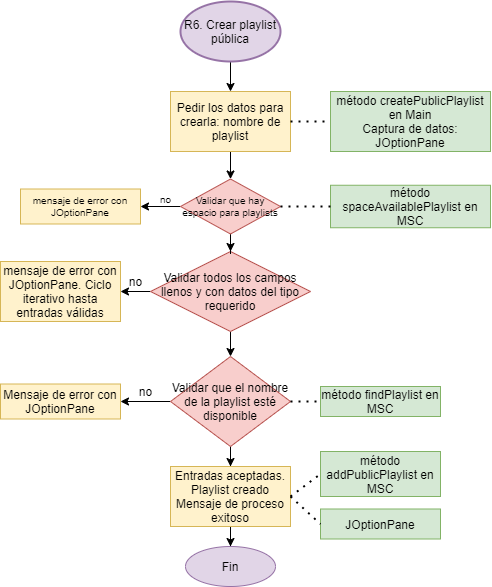 R6. Crear playlist
pública
Pedir los datos para
crearla: nombre de
playlist
método createPublicPlaylist
en Main
Captura de datos:
JOptionPane
Validar que hay
espacio para playlists
no
mensaje de error con
JOptionPane
método
spaceAvailablePlaylist en
MSC
Validar todos los campos
llenos y con datos del tipo
requerido
no
mensaje de error con
JOptionPane. Ciclo
iterativo hasta
entradas válidas
Validar que el nombre
de la playlist esté
disponible
no
Mensaje de error con
JOptionPane
método findPlaylist en
MSC
Entradas aceptadas.
Playlist creado
Mensaje de proceso
exitoso
método
addPublicPlaylist en
MSC
JOptionPane
Fin